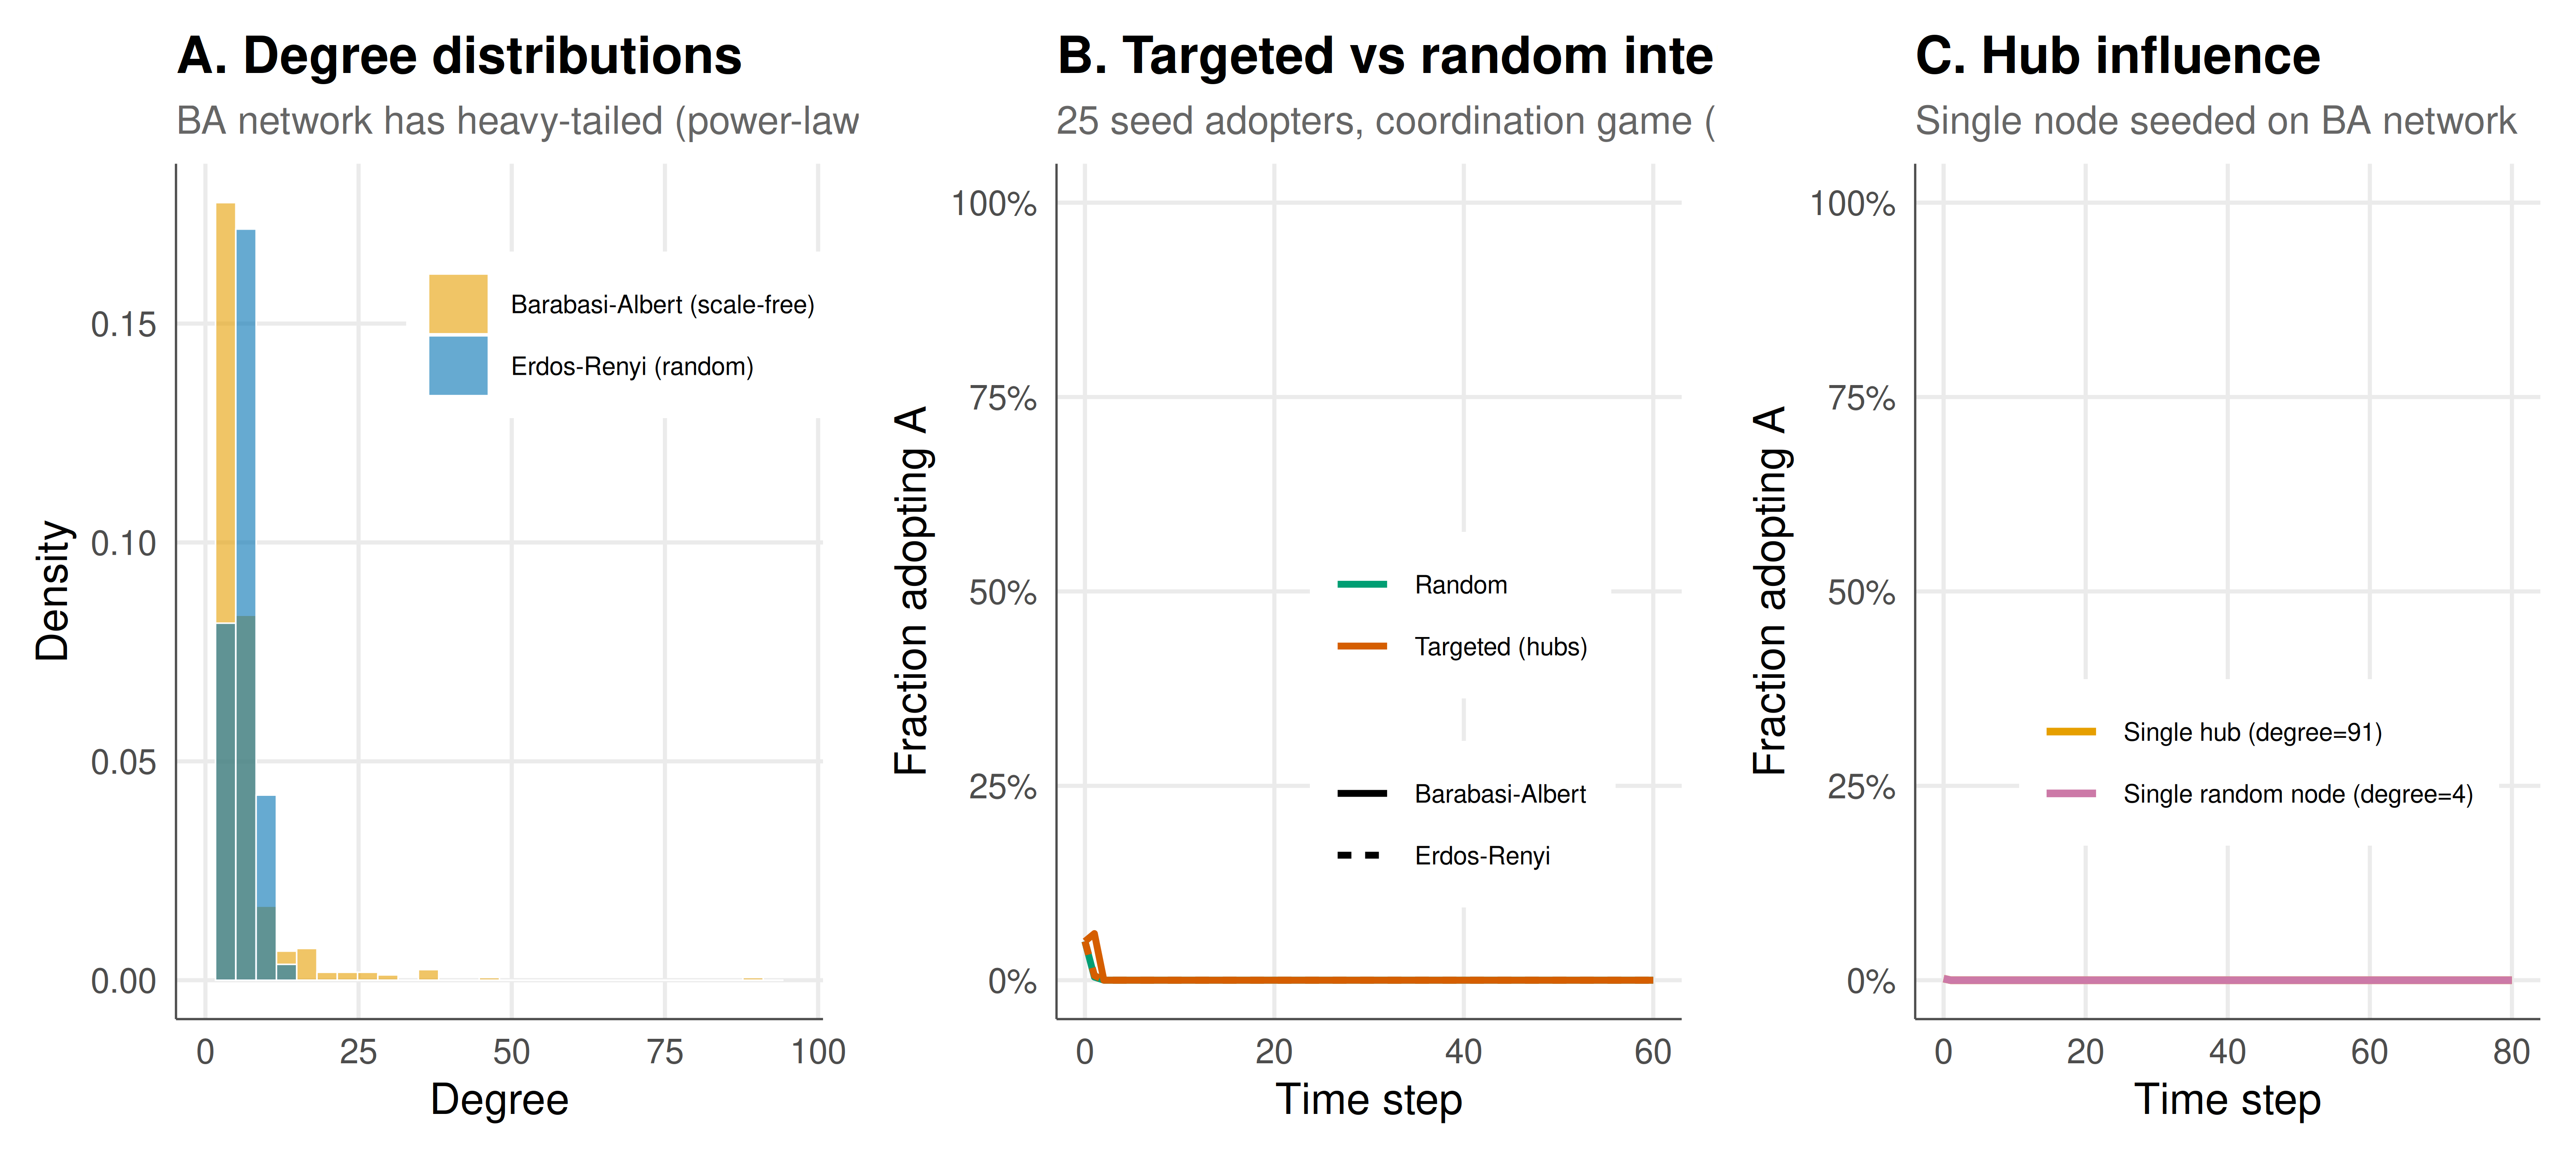 A. Degree distributions
BA network has heavy-tailed (power-law
Density
0.15
0.10
0.05
0.00
Barabasi-Albert (scale-free)
Erdos-Renyi (random)
0 25 50 75 100
Degree
B. Targeted vs random inte
25 seed adopters, coordination game (
Fraction adopting A
100%
75%
50%
25%
0%
Random
Targeted (hubs)
Barabasi-Albert
Erdos-Renyi
0 20 40 60
Time step
C. Hub influence
Single node seeded on BA network
Fraction adopting A
100%
75%
50%
25%
0%
Single hub (degree=91)
Single random node (degree=4)
0 20 40 60 80
Time step